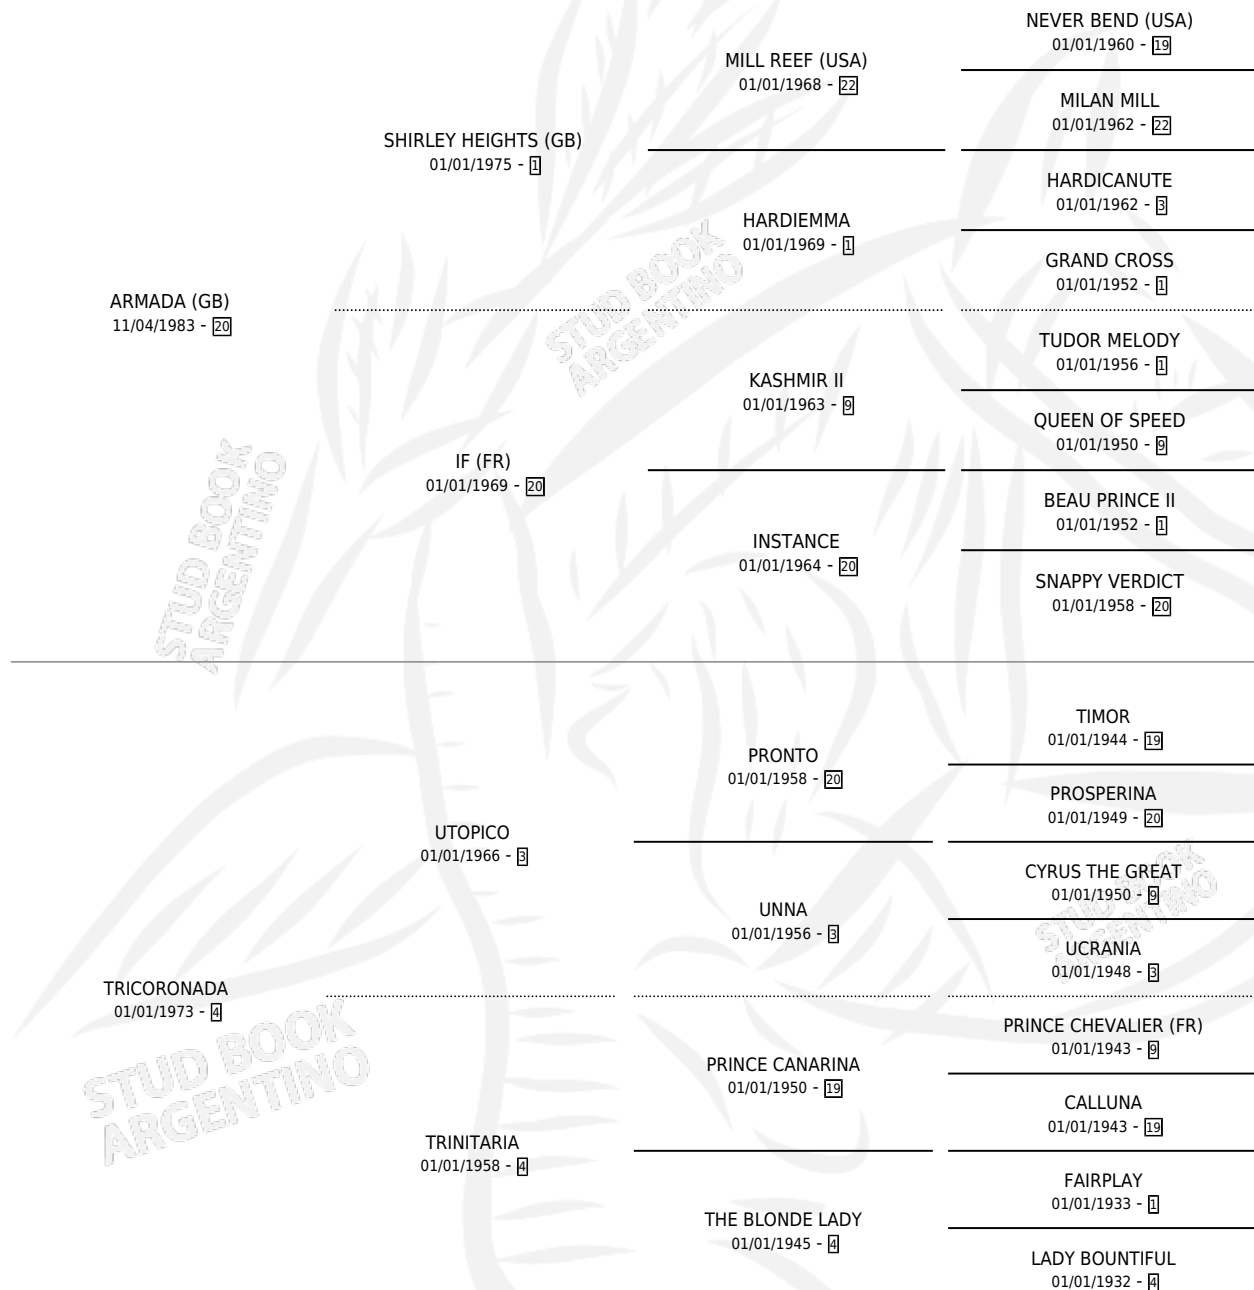 NEVER BEND (USA)
01/01/1960 - 19
MILL REEF (USA)
01/01/1968 - 22
MILAN MILL
01/01/1962 - 22
SHIRLEY HEIGHTS (GB)
01/01/1975 - 1
HARDICANUTE
01/01/1962 - 3
HARDIEMMA
01/01/1969 - 1
GRAND CROSS
01/01/1952 - 1
ARMADA (GB)
11/04/1983 - 20
TUDOR MELODY
01/01/1956 - 1
KASHMIR II
01/01/1963 - 9
QUEEN OF SPEED
01/01/1950 - 9
IF (FR)
01/01/1969 - 20
BEAU PRINCE II
01/01/1952 - 1
INSTANCE
01/01/1964 - 20
SNAPPY VERDICT
01/01/1958 - 20
TIMOR
01/01/1944 - 19
PRONTO
01/01/1958 - 20
PROSPERINA
01/01/1949 - 20
UTOPICO
01/01/1966 - 3
CYRUS THE GREAT
01/01/1950 - 9
UNNA
01/01/1956 - 3
UCRANIA
01/01/1948 - 3
TRICORONADA
01/01/1973 - 4
PRINCE CHEVALIER (FR)
01/01/1943 - 9
PRINCE CANARINA
01/01/1950 - 19
CALLUNA
01/01/1943 - 19
TRINITARIA
01/01/1958 - 4
FAIRPLAY
01/01/1933 - 1
THE BLONDE LADY
01/01/1945 - 4
LADY BOUNTIFUL
01/01/1932 - 4
STUD BOOK
ARGENTINO
STUD BOOK
ARGENTINO
STUD BOOK
ARGENTINO
STUD BOOK
ARGENTINO